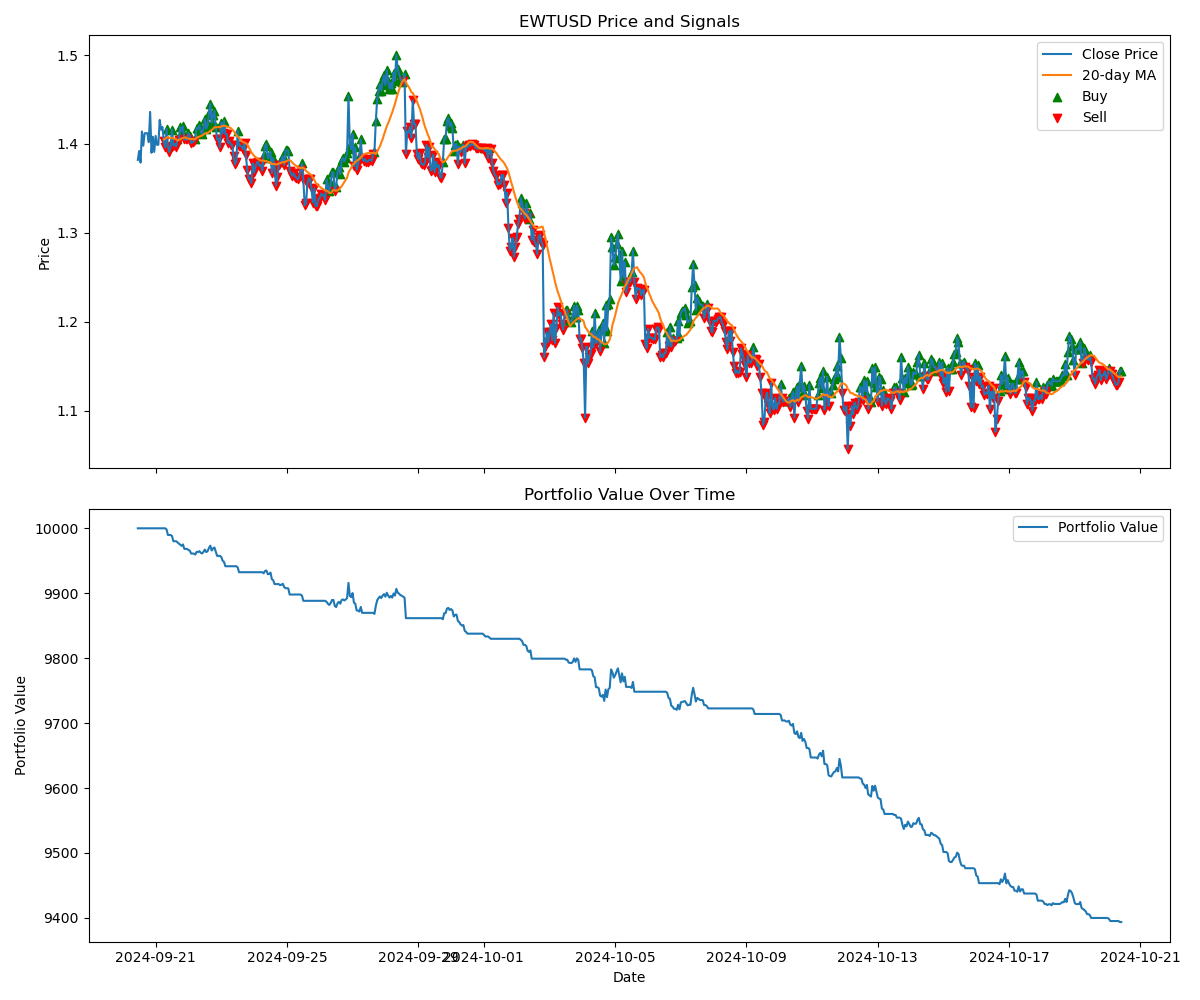 EWTUSD Price and Signals
Close Price
20-day MA
Buy
Sell
Price
1.5
1.4
1.3
1.2
1.1
Portfolio Value Over Time
Portfolio Value
Portfolio Value
10000
9900
9800
9700
9600
9500
9400
2024-09-21 2024-09-25 2024-09-29 2024-10-01 2024-10-05 2024-10-09 2024-10-13 2024-10-17 2024-10-21
Date